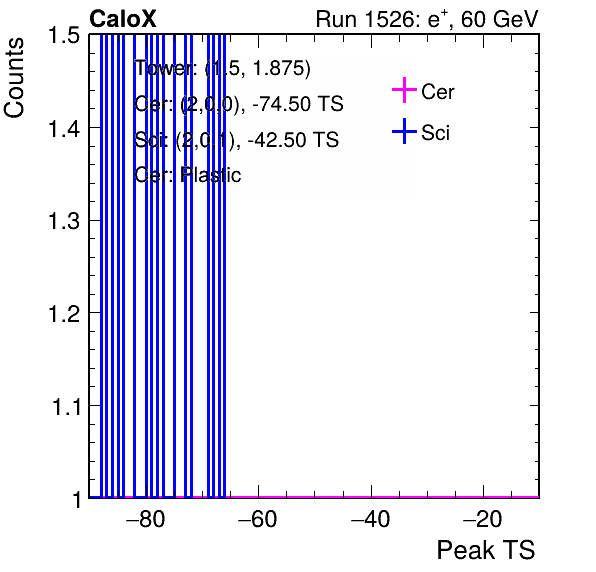 CaloX Run 1526: e+, 60 GeV
Counts
1.5
1.4
1.3
1.2
1.1
1
Tower: (1.5, 1.875)
Cer: (2,0,0), -74.50 TS
Sci: (2,0,1), -42.50 TS
Cer: Plastic
Cer
Sci
−80 −60 −40 −20
Peak TS